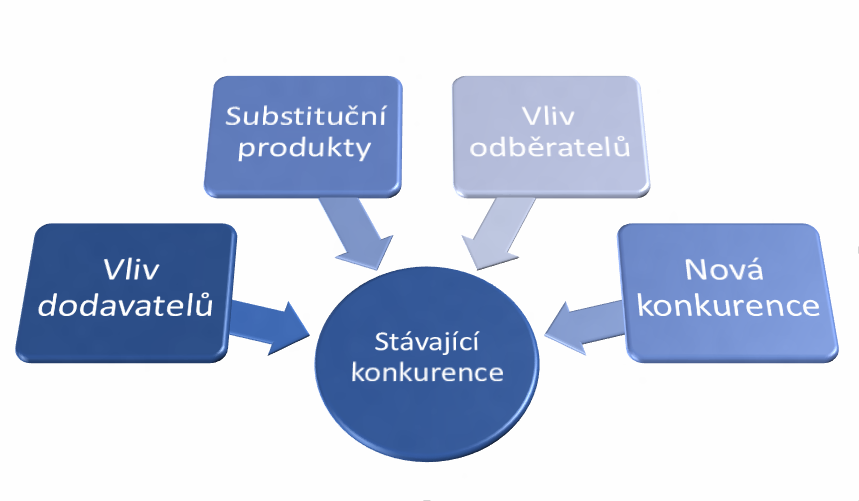 Substituční
produkty
Vliv
odběratelů
Vliv
dodavatelů
Nová
konkurence
Stávající
konkurence